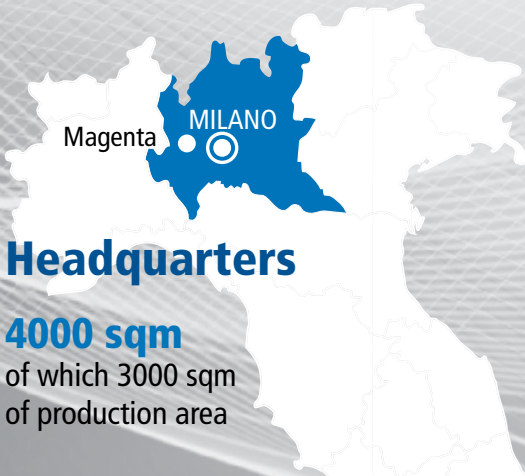 MILANO
Magenta
Headquarters
4000 sqm
of which 3000 sqm
of production area